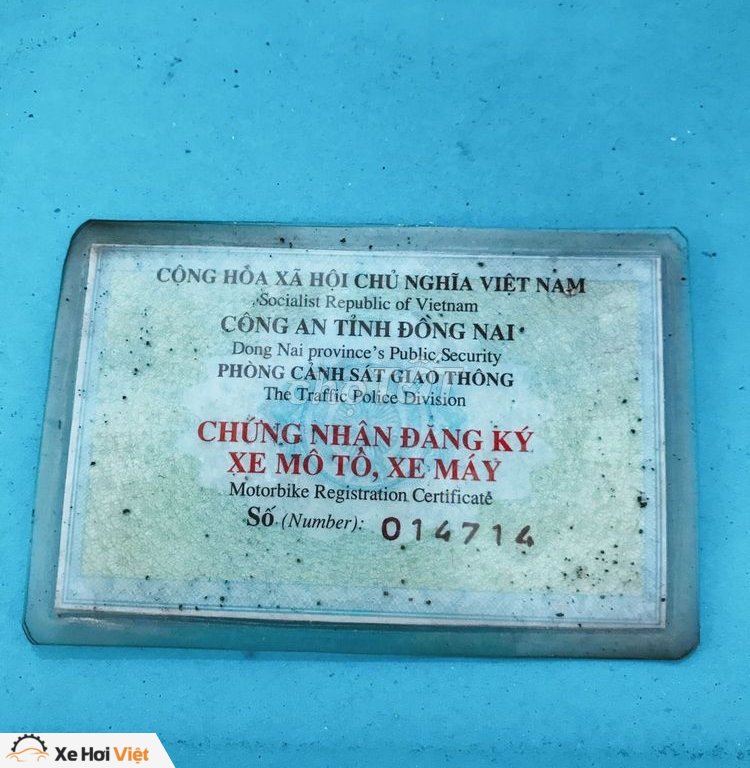 CỘNG HÒA XÃ HỘI CHỦ NGHĨA VIỆT NAM
Socialist Republic of Vietnam
CÔNG AN TỈNH ĐỒNG NAI
Dong Nai province's Public Security
PHÒNG CẢNH SÁT GIAO THÔNG
The Traffic Police Division
CHỨNG NHẬN ĐĂNG KÝ
XE MÔ TÔ, XE MÁY
Motorbike Registration Certificate
Số (Number): 014714
Xe Hơi Việt